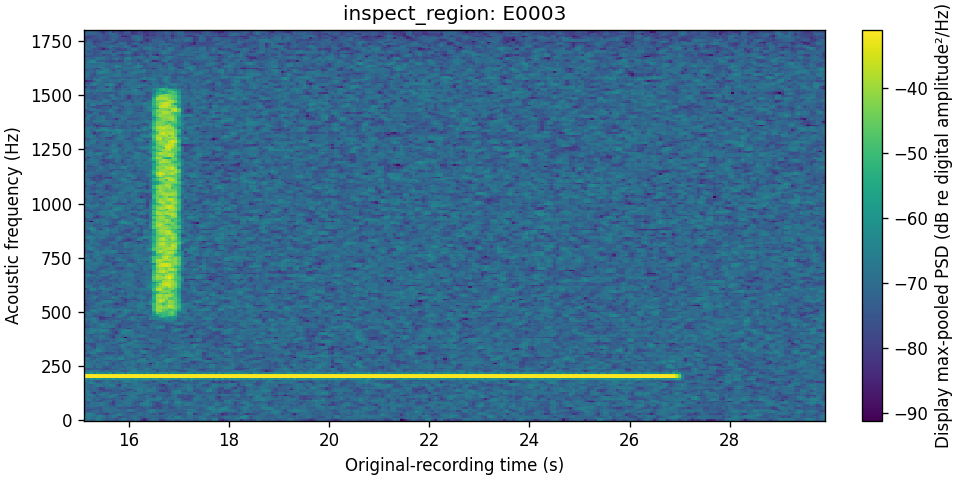 inspect_region: E0003
1750
1500
1250
1000
750
500
250
0
Acoustic frequency (Hz)
16 18 20 22 24 26 28
Original-recording time (s)
−40
−50
−60
−70
−80
−90
Display max-pooled PSD (dB re digital amplitude²/Hz)